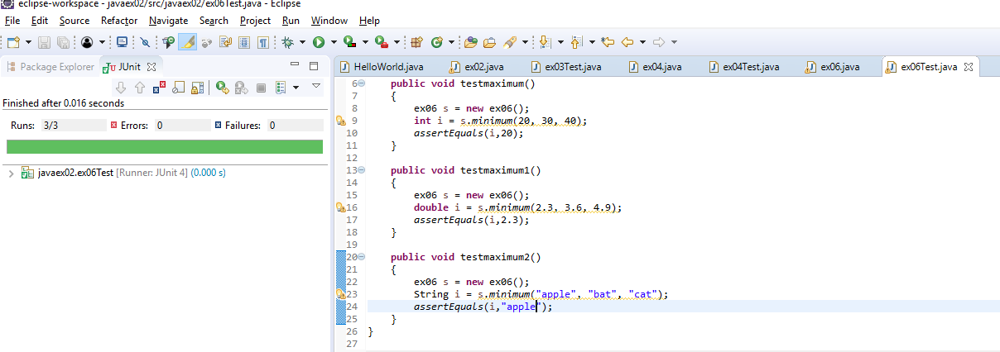 eclipse-workspace - javaex02/src/javaex02/ex06Test.java - Eclipse
File Edit Source Refactor Navigate Search Project Run Window Help
Package Explorer JUnit
Finished after 0.016 seconds
Runs: 3/3 Errors: 0 Failures: 0
javaex02.ex06Test [Runner: JUnit 4] (0.000 s)
HelloWorld.java ex02.java ex03Test.java ex04.java ex04Test.java ex06.java ex06Test.java
6 public void testmaximum()
7 {
8 ex06 s = new ex06();
9 int i = s.minimum(20, 30, 40);
10 assertEquals(i,20);
11 }
12
13 public void testmaximum1()
14 {
15 ex06 s = new ex06();
16 double i = s.minimum(2.3, 3.6, 4.9);
17 assertEquals(i,2.3);
18 }
19
20 public void testmaximum2()
21 {
22 ex06 s = new ex06();
23 String i = s.minimum("apple", "bat", "cat");
24 assertEquals(i,"apple");
25 }
26 }
27